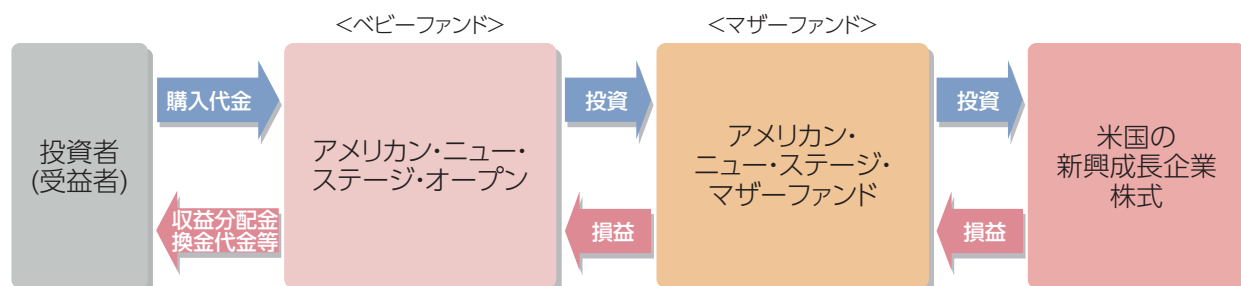 <ベビーファンド>
<マザーファンド>
投資者
(受益者)
購入代金
収益分配金
換金代金等
アメリカン・ニュー・
ステージ・オープン
投資
損益
アメリカン・
ニュー・ステージ・
マザーファンド
投資
損益
米国の
新興成長企業
株式